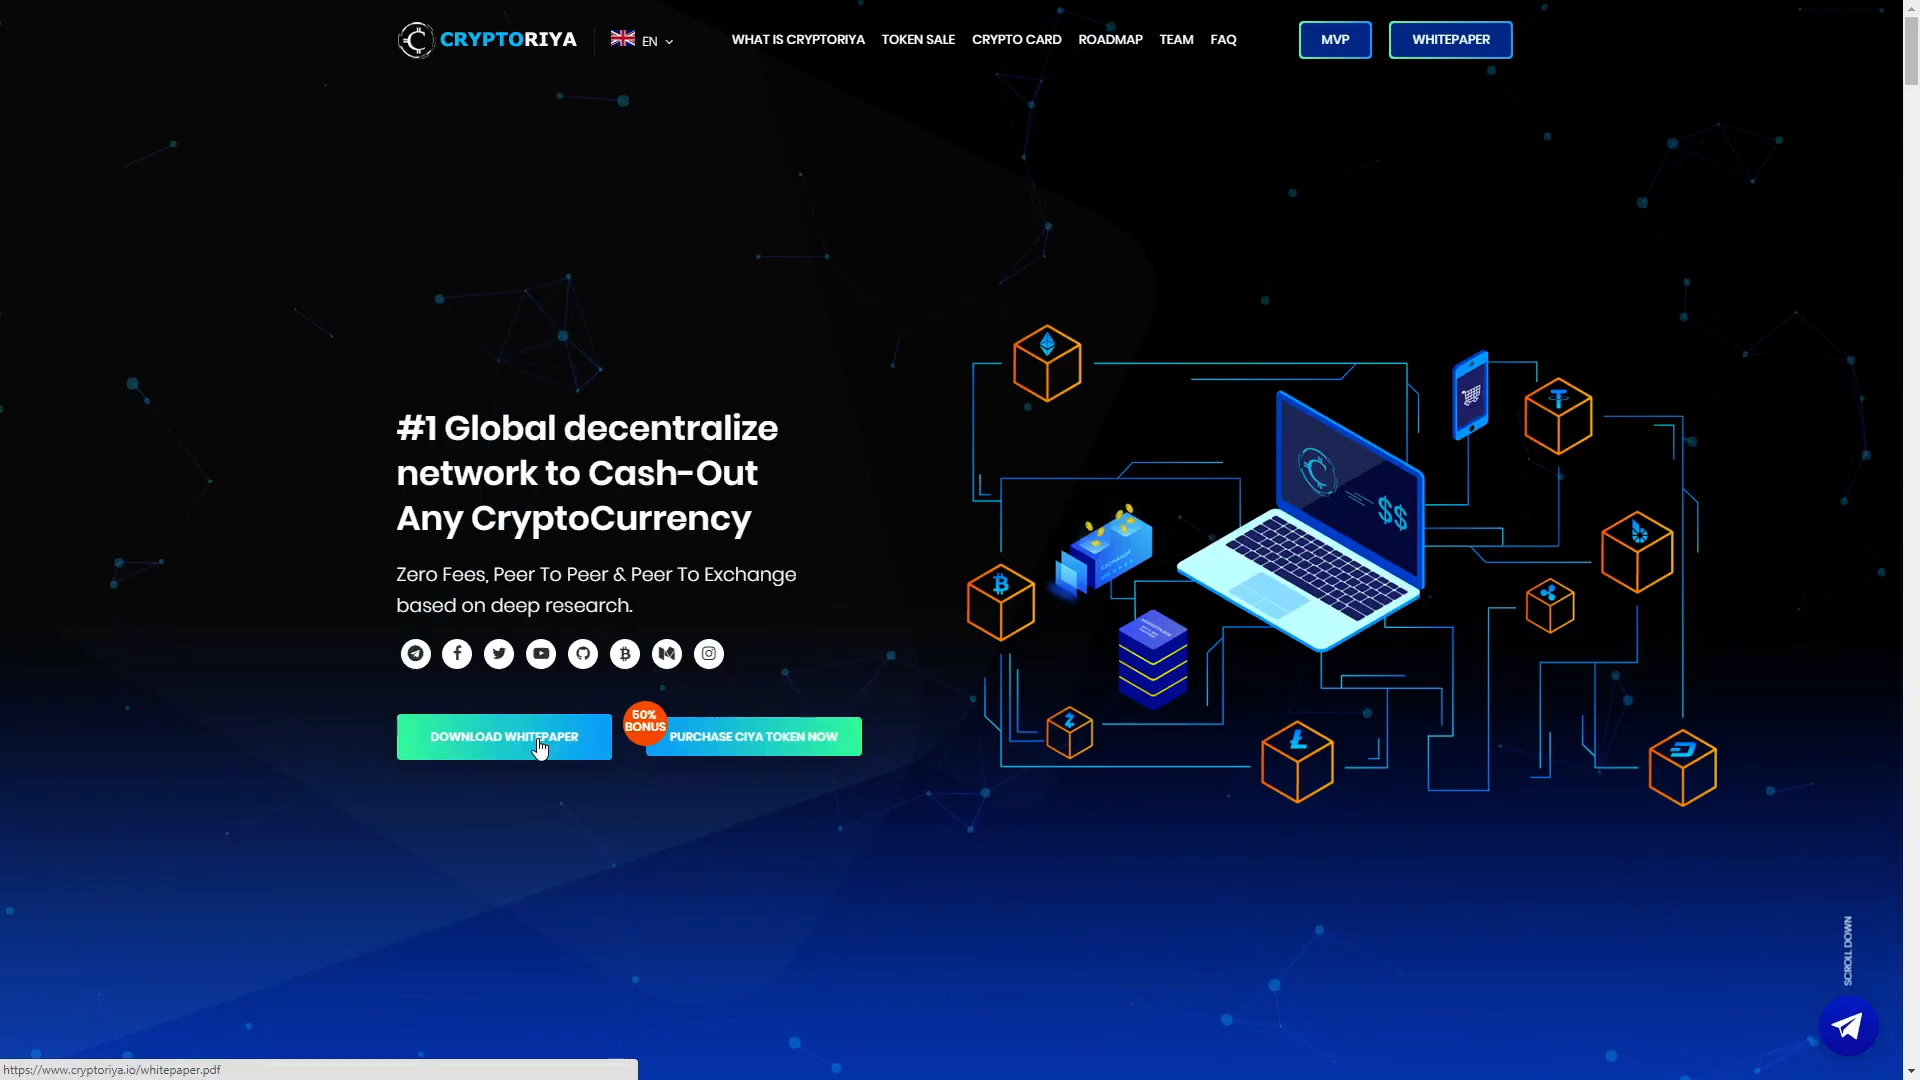 CRYPTORIYA
EN
WHAT IS CRYPTORIYA
TOKEN SALE
CRYPTO CARD
ROADMAP
TEAM
FAQ
MVP
WHITEPAPER
#1 Global decentralize
network to Cash-Out
Any CryptoCurrency
Zero Fees, Peer To Peer & Peer To Exchange
based on deep research.
DOWNLOAD WHITEPAPER
50%
BONUS
PURCHASE CIYA TOKEN NOW
$$
EXCHANGE
SCROLL DOWN
https://www.cryptoriya.io/whitepaper.pdf